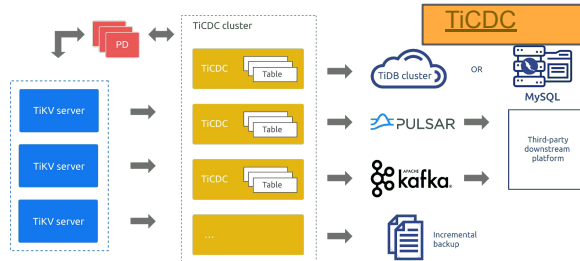 TiCDC
TiCDC cluster
PD
TiCDC
Table
TiDB cluster
OR
MySQL
TiKV server
TiCDC
Table
PULSAR
Third-party
downstream
platform
TiKV server
TiCDC
Table
APACHE
kafka®
TiKV server
...
Incremental
backup